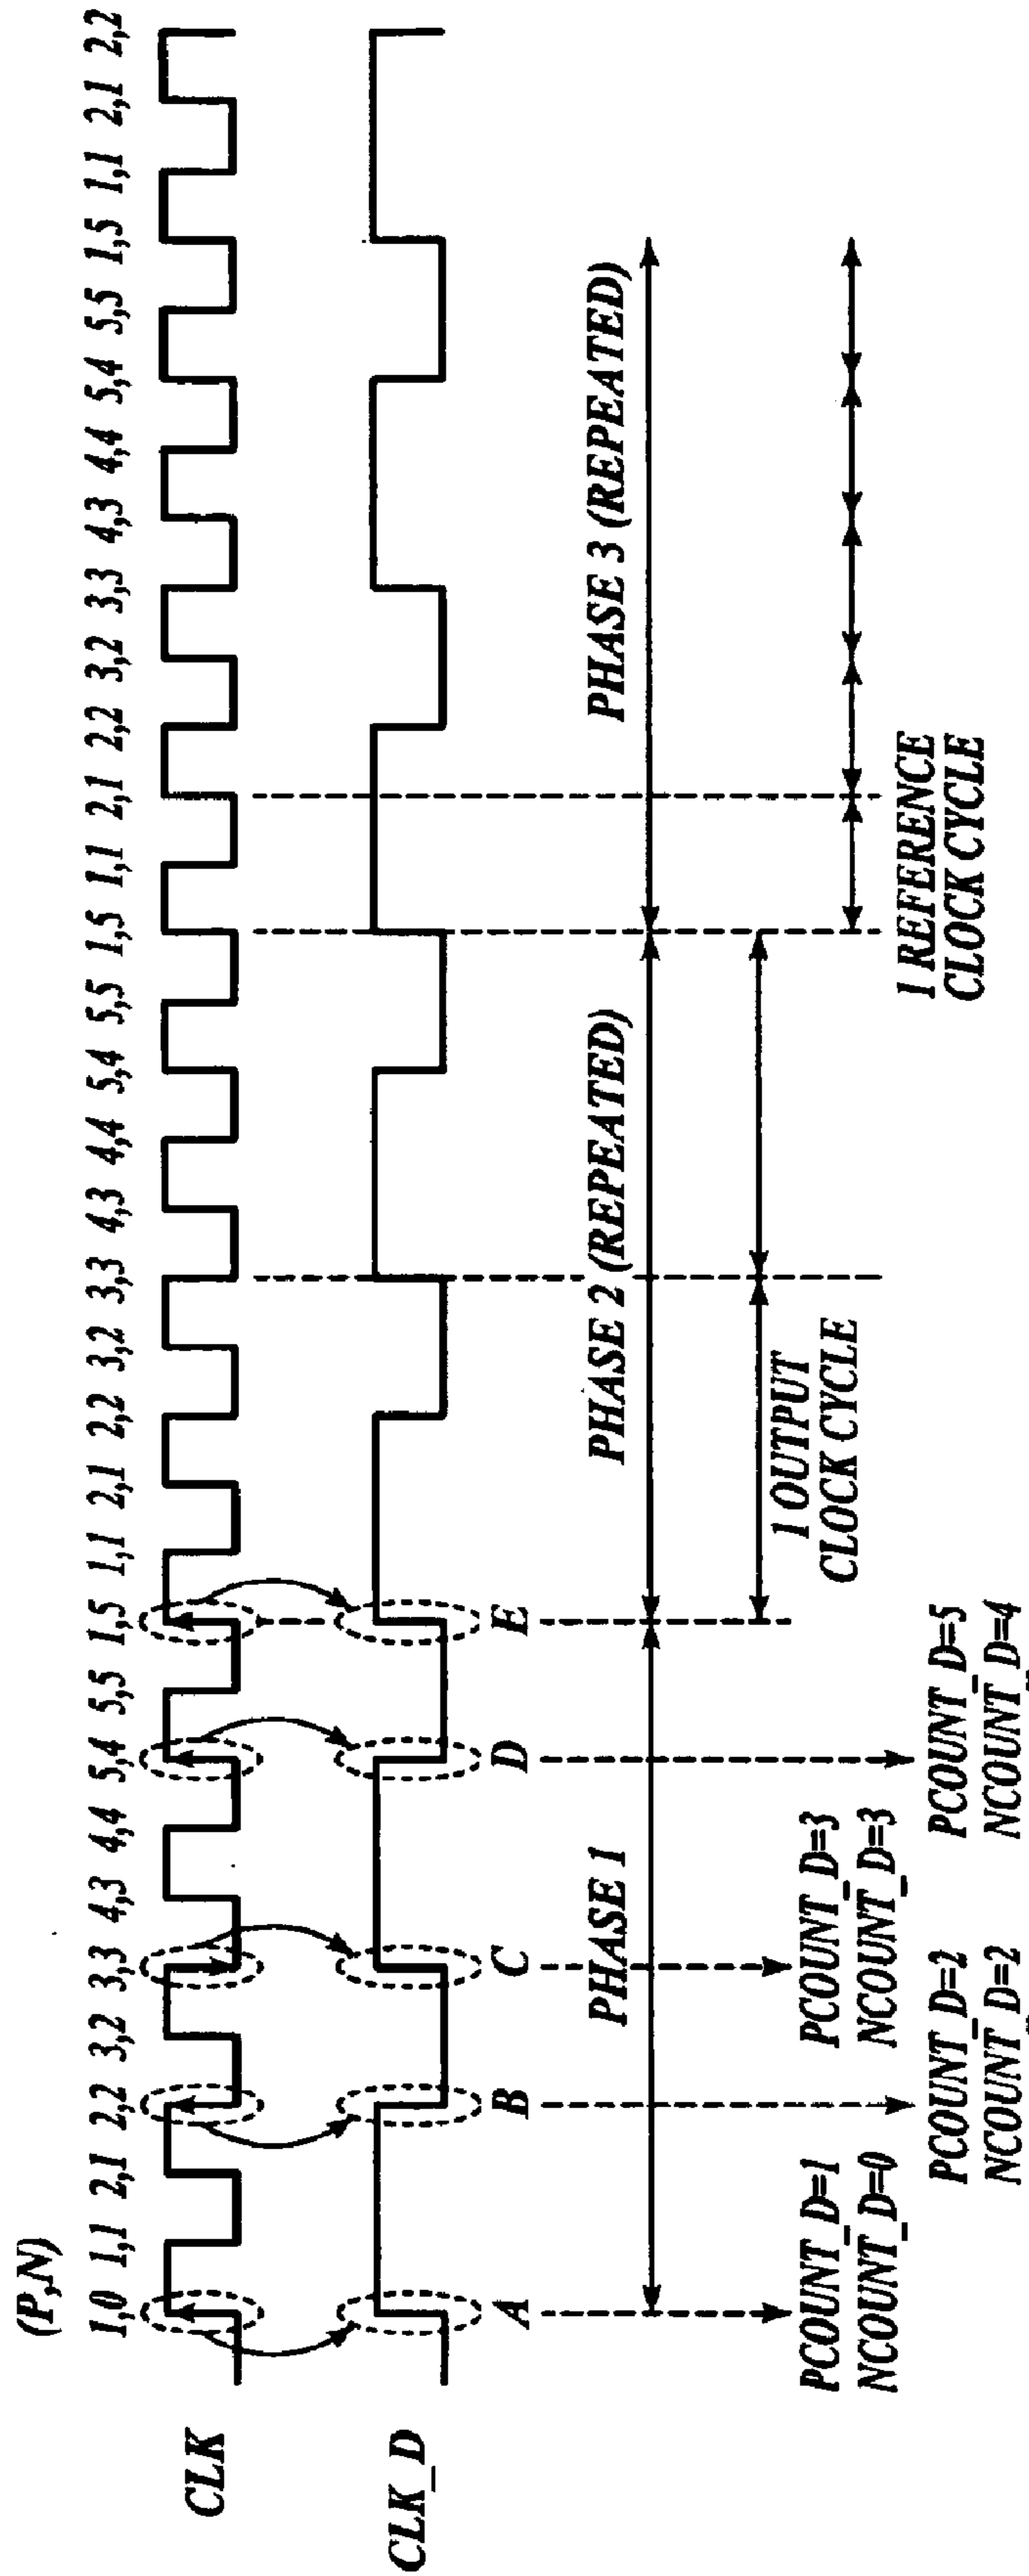 (P,N)
1,0 1,1 2,1 2,2 3,2 3,3 4,3 4,4 5,4 5,5 1,5 1,1 2,1 2,2 3,2 3,3 4,3 4,4 5,4 5,5 1,5 1,1 2,1 2,2 3,2 3,3 4,3 4,4 5,4 5,5 1,5 1,1 2,1 2,2
CLK
CLK_D
A B C D E
PHASE 1
PHASE 2 (REPEATED)
PHASE 3 (REPEATED)
1 OUTPUT
CLOCK CYCLE
1 REFERENCE
CLOCK CYCLE
PCOUNT_D=1
NCOUNT_D=0
PCOUNT_D=2
NCOUNT_D=2
PCOUNT_D=3
NCOUNT_D=3
PCOUNT_D=5
NCOUNT_D=4